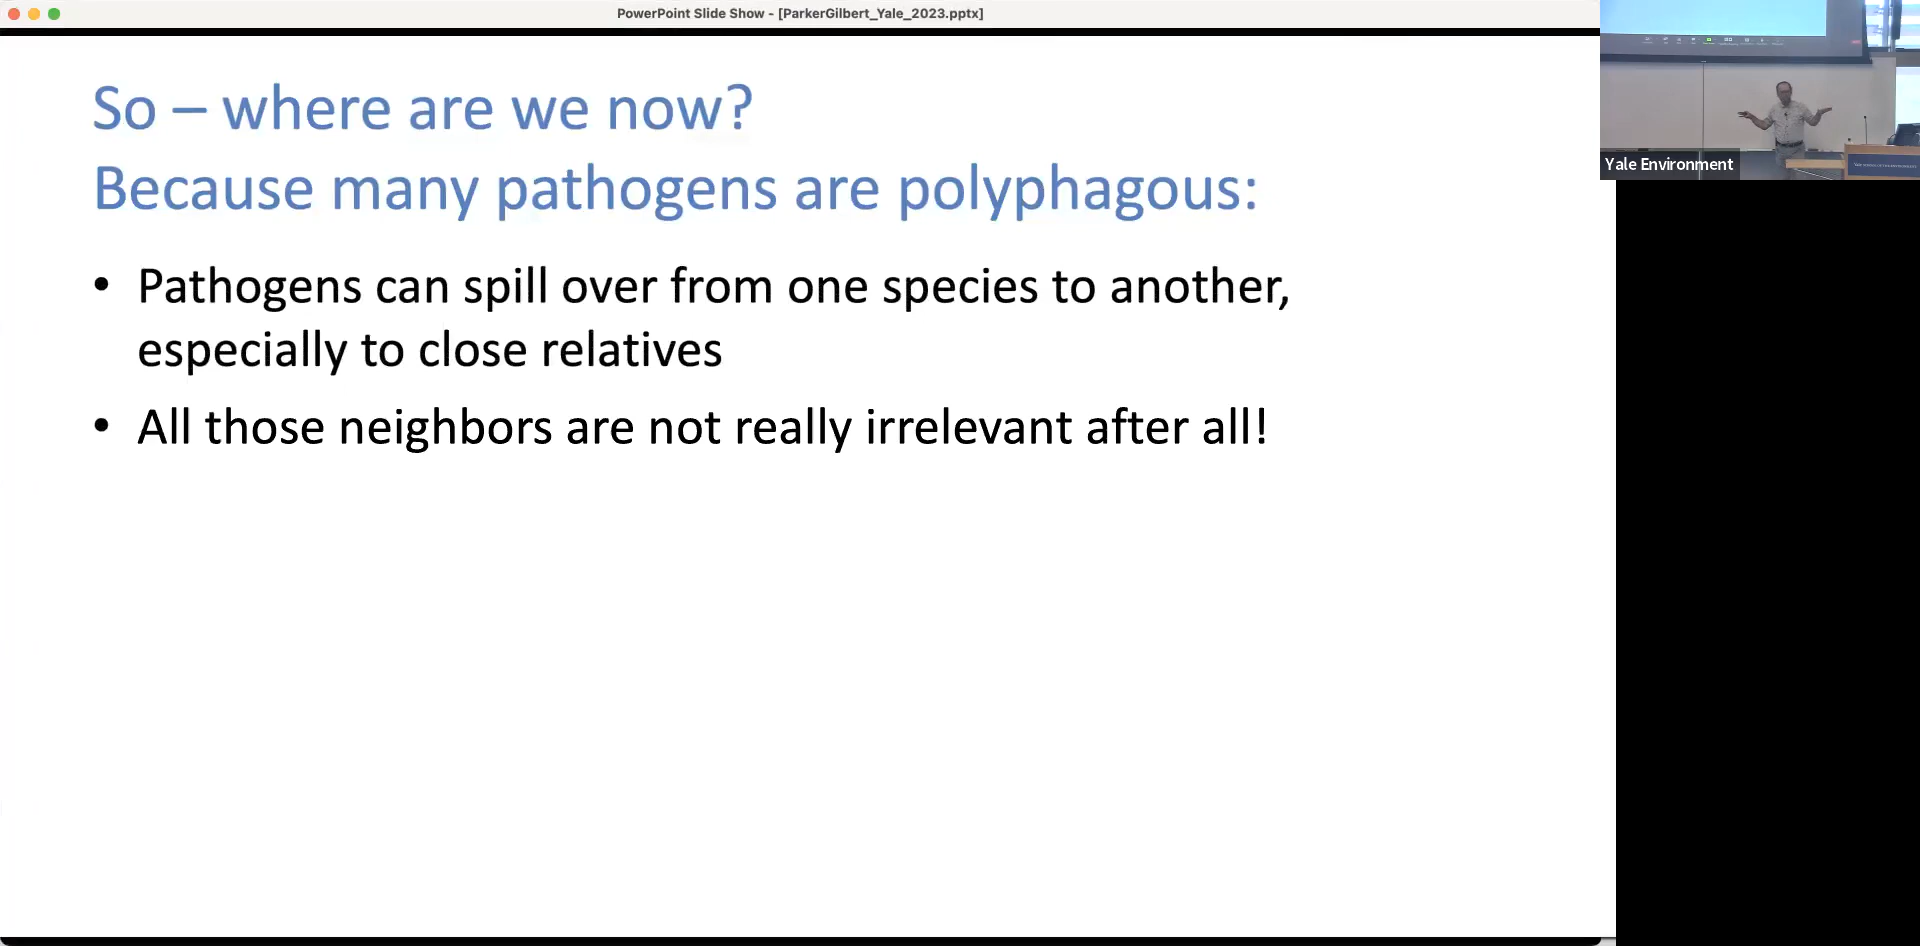 PowerPoint Slide Show - [ParkerGilbert_Yale_2023.pptx]
So – where are we now?
Because many pathogens are polyphagous:
• Pathogens can spill over from one species to another,
especially to close relatives
• All those neighbors are not really irrelevant after all!
Yale Environment